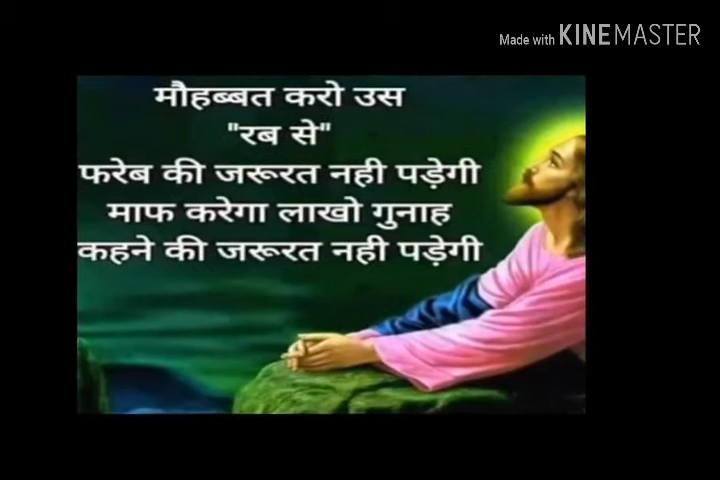 Made with KINEMASTER
मौहब्बत करो उस
"रब से"
फरेब की जरूरत नही पड़ेगी
माफ करेगा लाखो गुनाह
कहने की जरूरत नही पड़ेगी